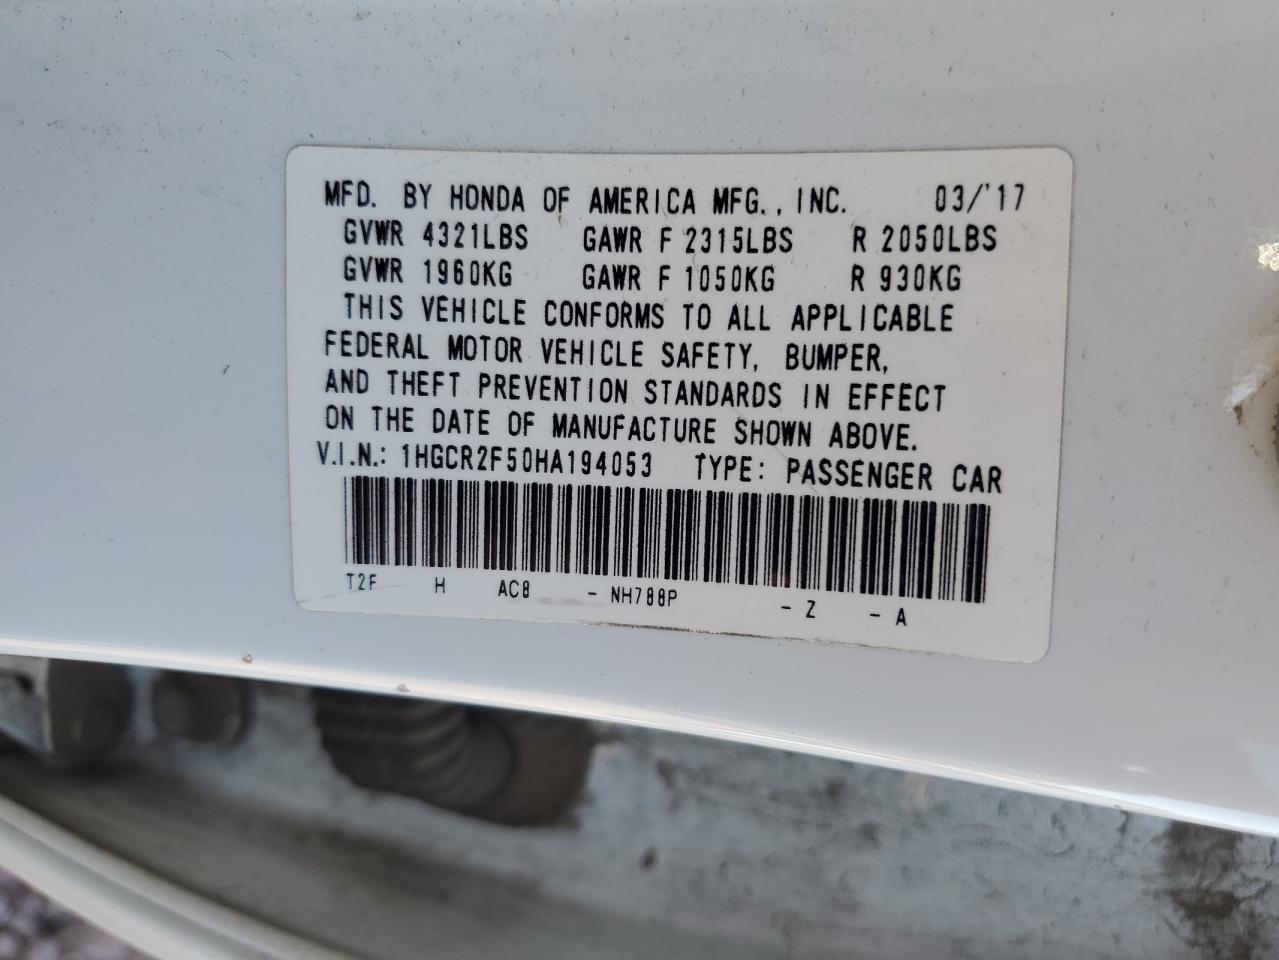 MFD. BY HONDA OF AMERICA MFG., INC. 03/'17
GVWR 4321LBS GAWR F 2315LBS R 2050LBS
GVWR 1960KG GAWR F 1050KG R 930KG
THIS VEHICLE CONFORMS TO ALL APPLICABLE
FEDERAL MOTOR VEHICLE SAFETY, BUMPER,
AND THEFT PREVENTION STANDARDS IN EFFECT
ON THE DATE OF MANUFACTURE SHOWN ABOVE.
V.I.N.: 1HGCR2F50HA194053 TYPE: PASSENGER CAR
T2F H AC8 - NH788P - Z - A